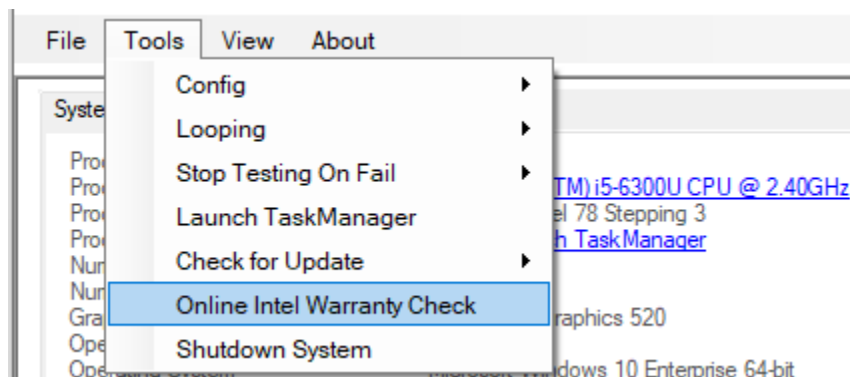 File Tools View About
Config
Syste
Looping
Stop Testing On Fail
TM) i5-6300U CPU @ 2.40GHz
Launch TaskManager
el 78 Stepping 3
h TaskManager
Check for Update
Online Intel Warranty Check
raphics 520
Shutdown System
Microsoft Windows 10 Enterprise 64-bit